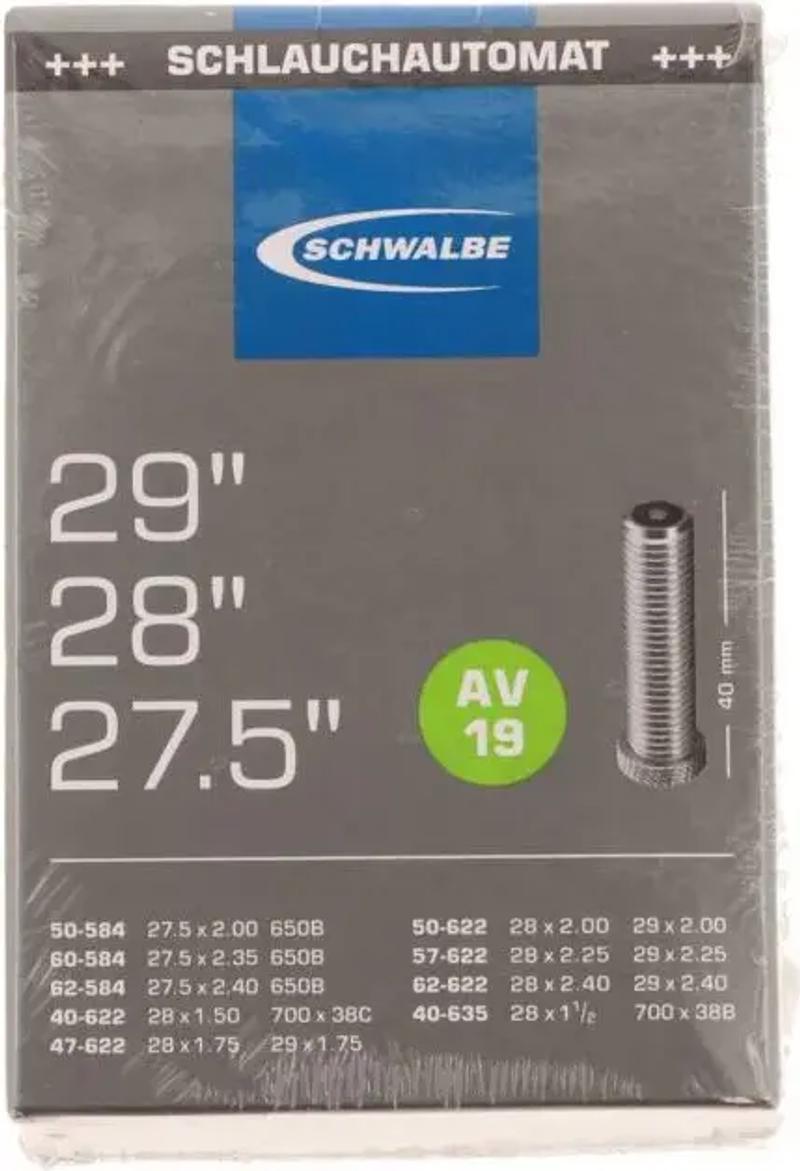 +++ SCHLAUCHAUTOMAT +++
SCHWALBE
29"
28"
27.5"
AV
19
40 mm
50-584 27.5 x 2.00 650B
60-584 27.5 x 2.35 650B
62-584 27.5 x 2.40 650B
40-622 28 x 1.50 700 x 38C
47-622 28 x 1.75 29 x 1.75
50-622 28 x 2.00 29 x 2.00
57-622 28 x 2.25 29 x 2.25
62-622 28 x 2.40 29 x 2.40
40-635 28 x 1 1/2 700 x 38B